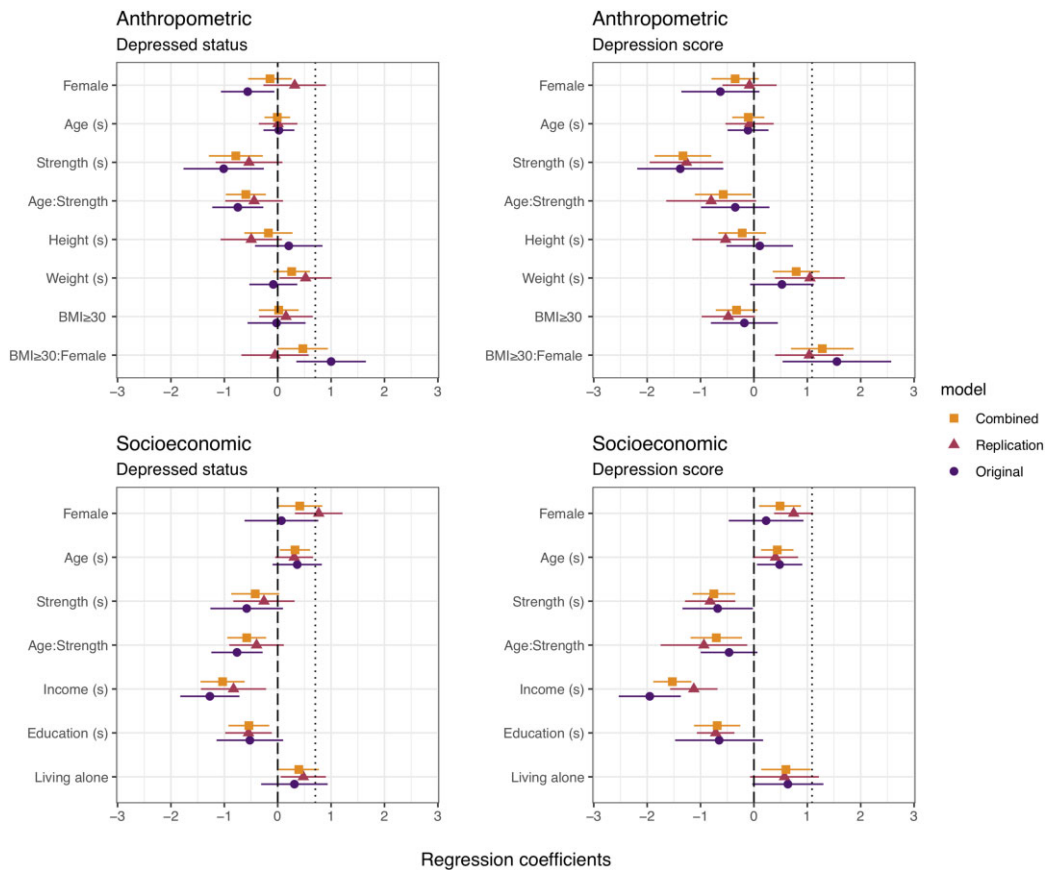 Anthropometric
Depressed status
Female
Age (s)
Strength (s)
Age:Strength
Height (s)
Weight (s)
BMI≥30
BMI≥30:Female
−3 −2 −1 0 1 2 3
Anthropometric
Depression score
Female
Age (s)
Strength (s)
Age:Strength
Height (s)
Weight (s)
BMI≥30
BMI≥30:Female
−3 −2 −1 0 1 2 3
Socioeconomic
Depressed status
Female
Age (s)
Strength (s)
Age:Strength
Income (s)
Education (s)
Living alone
−3 −2 −1 0 1 2 3
Socioeconomic
Depression score
Female
Age (s)
Strength (s)
Age:Strength
Income (s)
Education (s)
Living alone
−3 −2 −1 0 1 2 3
model
Combined
Replication
Original
Regression coefficients